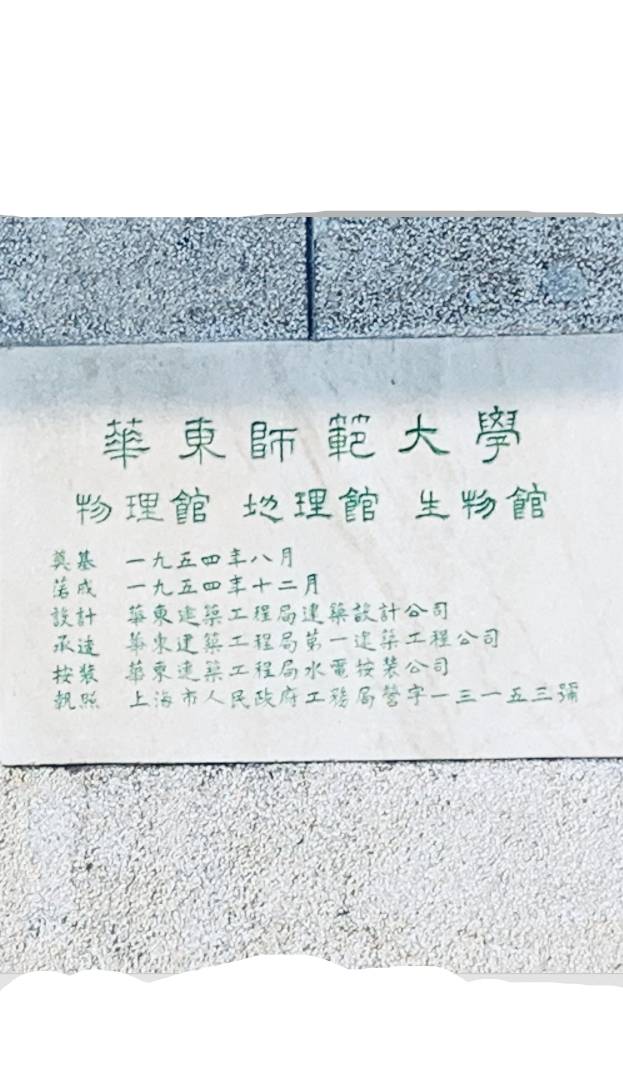 華東師範大學
物理館 地理館 生物館
奠基 一九五四年八月
落成 一九五四年十二月
設計 華東建築工程局建築設計公司
承造 華東建築工程局第一建築工程公司
按裝 華東建築工程局水電按裝公司
執照 上海市人民政府工務局營字一三一五三號